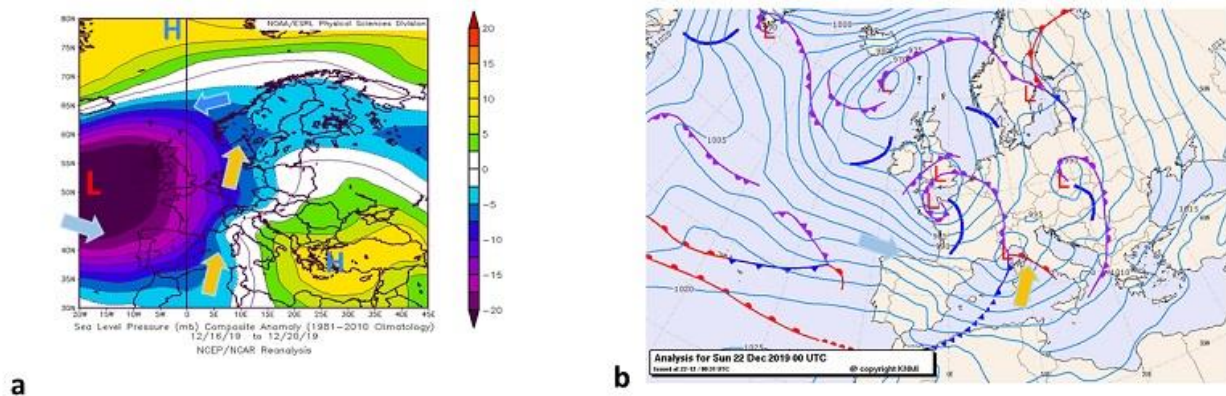 NOAA/ESRL Physical Sciences Division
80N
75N
70N
65N
60N
55N
50N
45N
40N
35N
30N
20W
15W
10W
5W
0
5E
10E
15E
20E
25E
30E
35E
40E
45E
H
L
H
20
15
10
5
0
-5
-10
-15
-20
Sea Level Pressure (mb) Composite Anomaly (1981-2010 Climatology)
12/16/19 to 12/20/19
NCEP/NCAR Reanalysis
a
1000
L
L
L
1005
L
L
L
995
L
1015
1010
1020
Analysis for Sun 22 Dec 2019 00 UTC
@ copyright KNMI
b